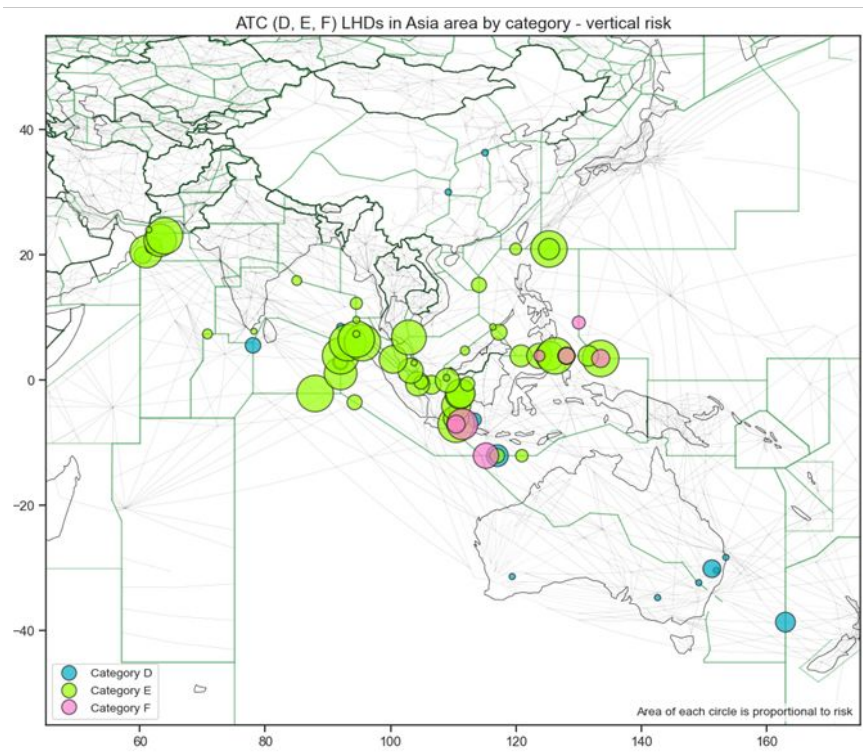 ATC (D, E, F) LHDs in Asia area by category - vertical risk
40
20
0
−20
−40
Category D
Category E
Category F
Area of each circle is proportional to risk
60 80 100 120 140 160